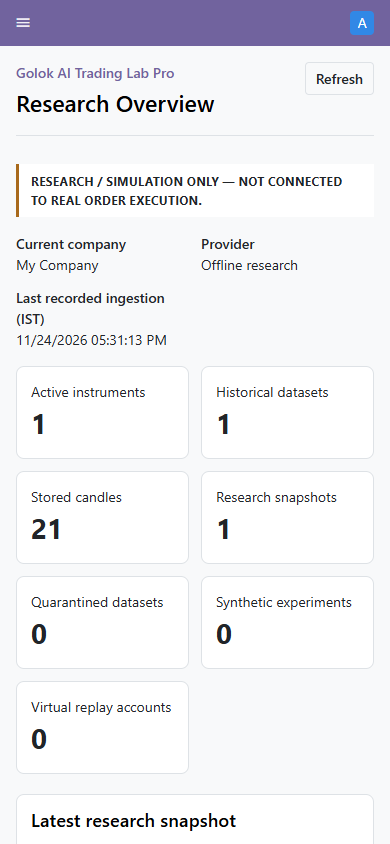 A
Golok AI Trading Lab Pro
Refresh
Research Overview
RESEARCH / SIMULATION ONLY — NOT CONNECTED
TO REAL ORDER EXECUTION.
Current company
My Company
Provider
Offline research
Last recorded ingestion
(IST)
11/24/2026 05:31:13 PM
Active instruments
1
Historical datasets
1
Stored candles
21
Research snapshots
1
Quarantined datasets
0
Synthetic experiments
0
Virtual replay accounts
0
Latest research snapshot